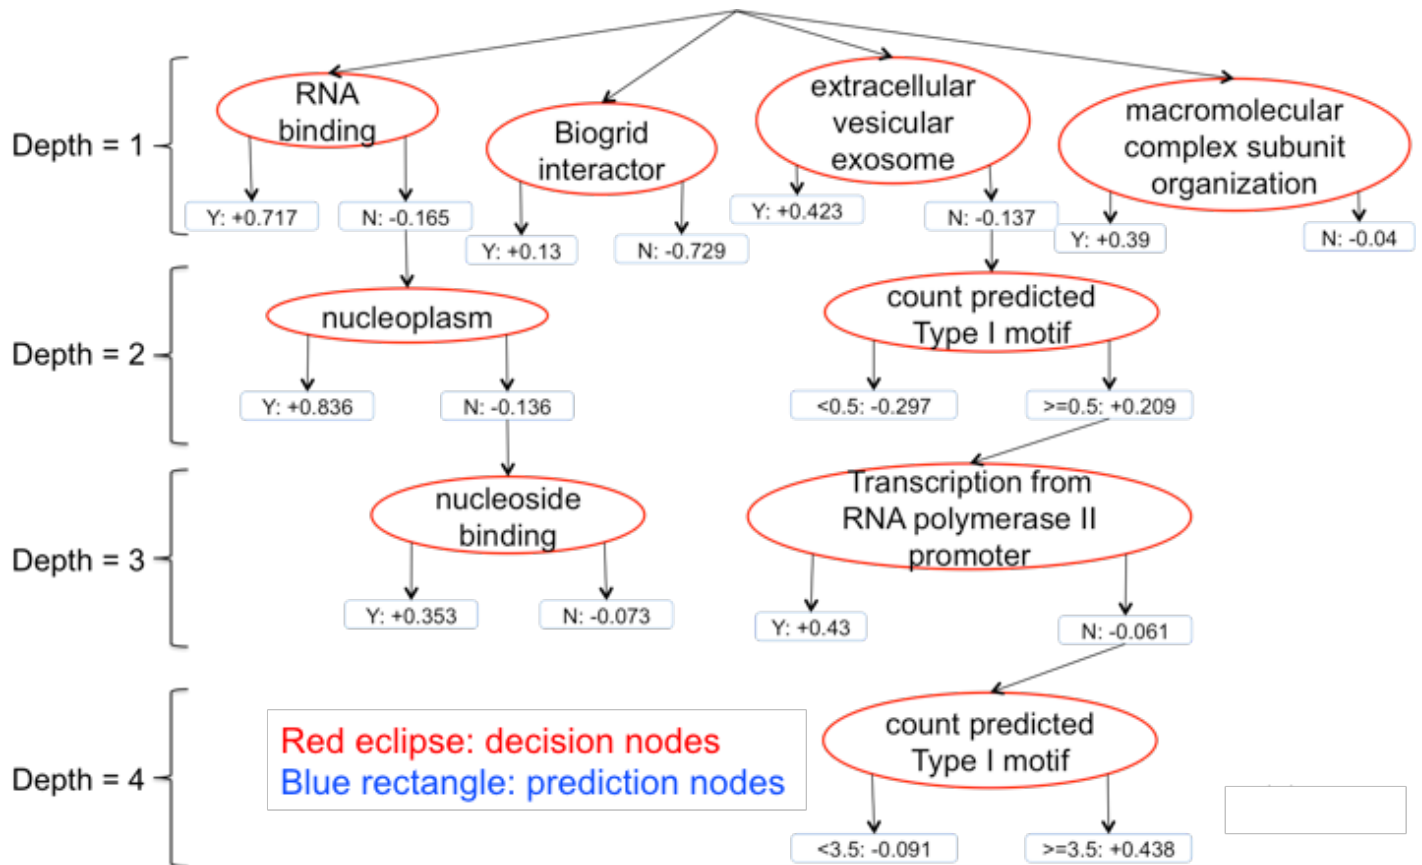 Depth = 1
RNA
binding
Biogrid
interactor
extracellular
vesicular
exosome
macromolecular
complex subunit
organization
Y: +0.717
N: -0.165
Y: +0.13
N: -0.729
Y: +0.423
N: -0.137
Y: +0.39
N: -0.04
Depth = 2
nucleoplasm
count predicted
Type I motif
Y: +0.836
N: -0.136
<0.5: -0.297
>=0.5: +0.209
Depth = 3
nucleoside
binding
Transcription from
RNA polymerase II
promoter
Y: +0.353
N: -0.073
Y: +0.43
N: -0.061
Depth = 4
Red eclipse: decision nodes
Blue rectangle: prediction nodes
count predicted
Type I motif
<3.5: -0.091
>=3.5: +0.438